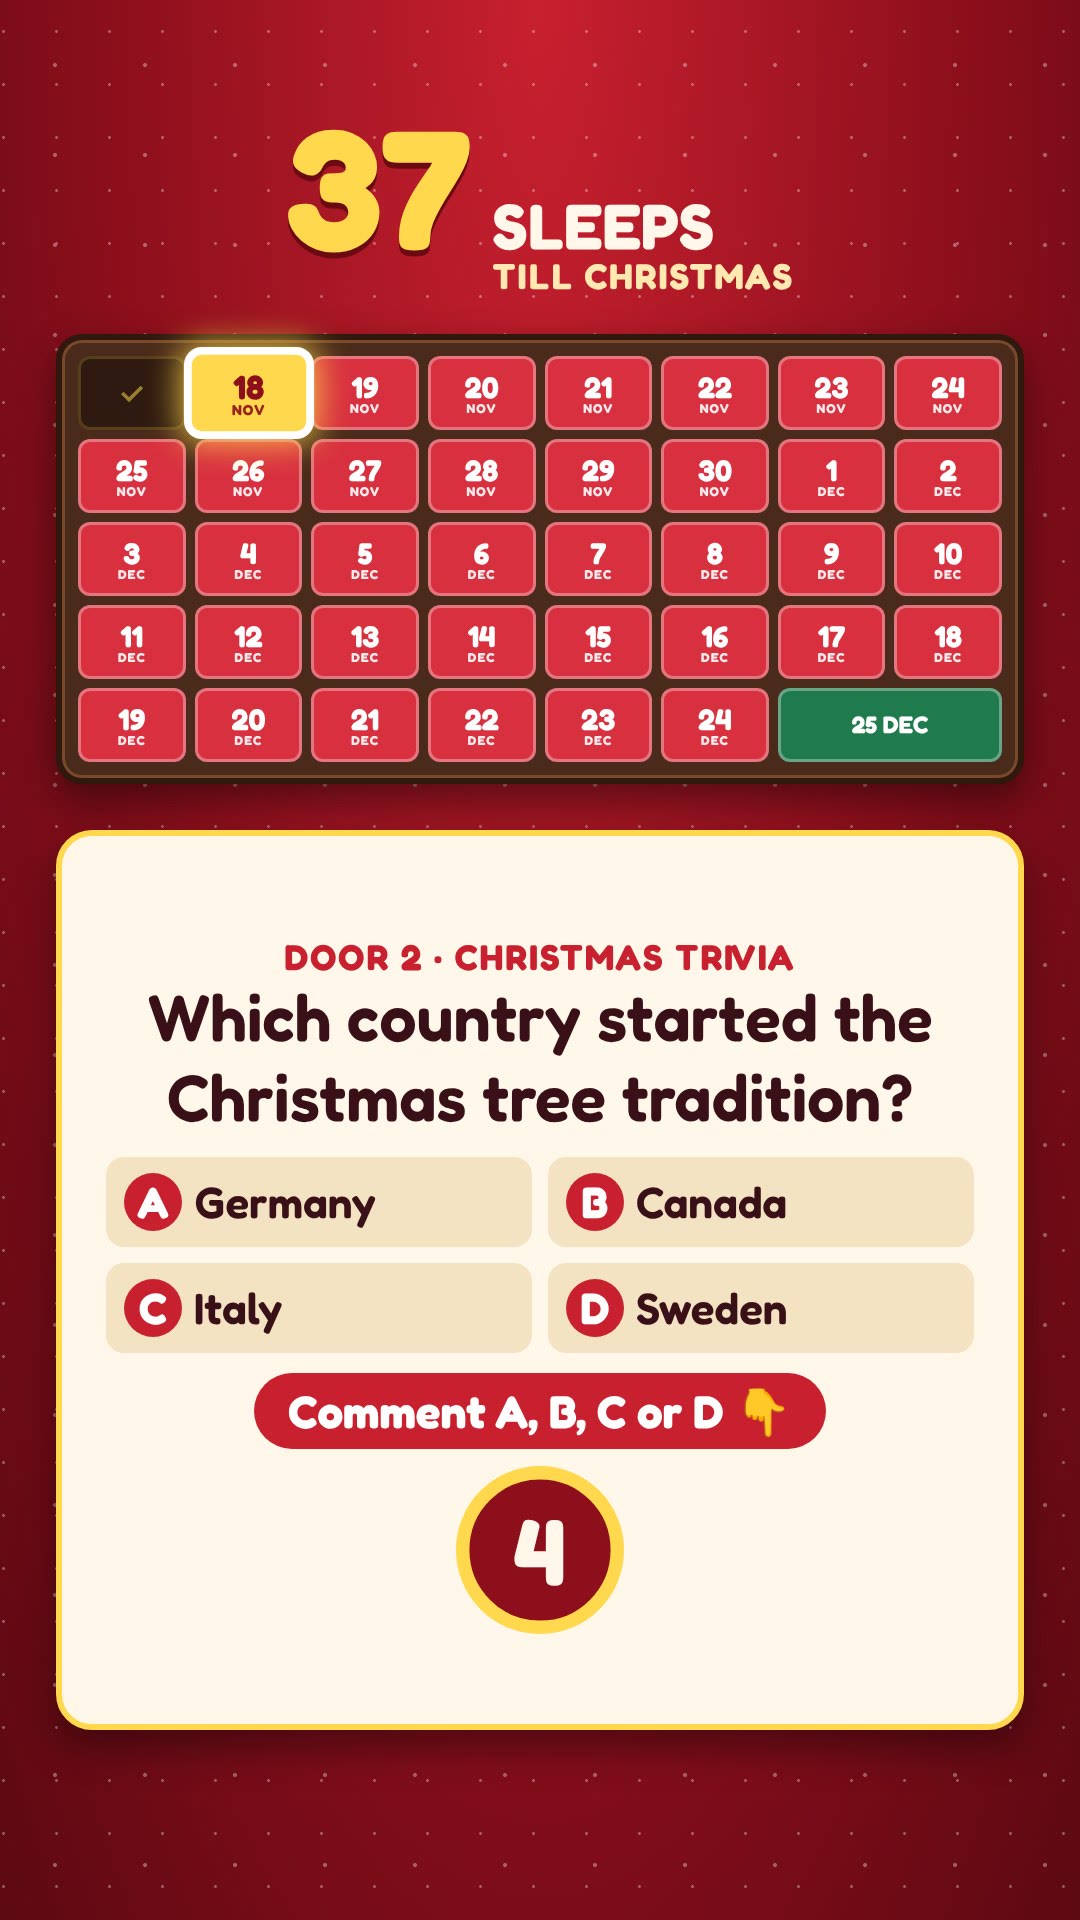 37 SLEEPS
TILL CHRISTMAS
18 NOV
19 NOV
20 NOV
21 NOV
22 NOV
23 NOV
24 NOV
25 NOV
26 NOV
27 NOV
28 NOV
29 NOV
30 NOV
1 DEC
2 DEC
3 DEC
4 DEC
5 DEC
6 DEC
7 DEC
8 DEC
9 DEC
10 DEC
11 DEC
12 DEC
13 DEC
14 DEC
15 DEC
16 DEC
17 DEC
18 DEC
19 DEC
20 DEC
21 DEC
22 DEC
23 DEC
24 DEC
25 DEC
DOOR 2 · CHRISTMAS TRIVIA
Which country started the
Christmas tree tradition?
A Germany
B Canada
C Italy
D Sweden
Comment A, B, C or D 👇
4